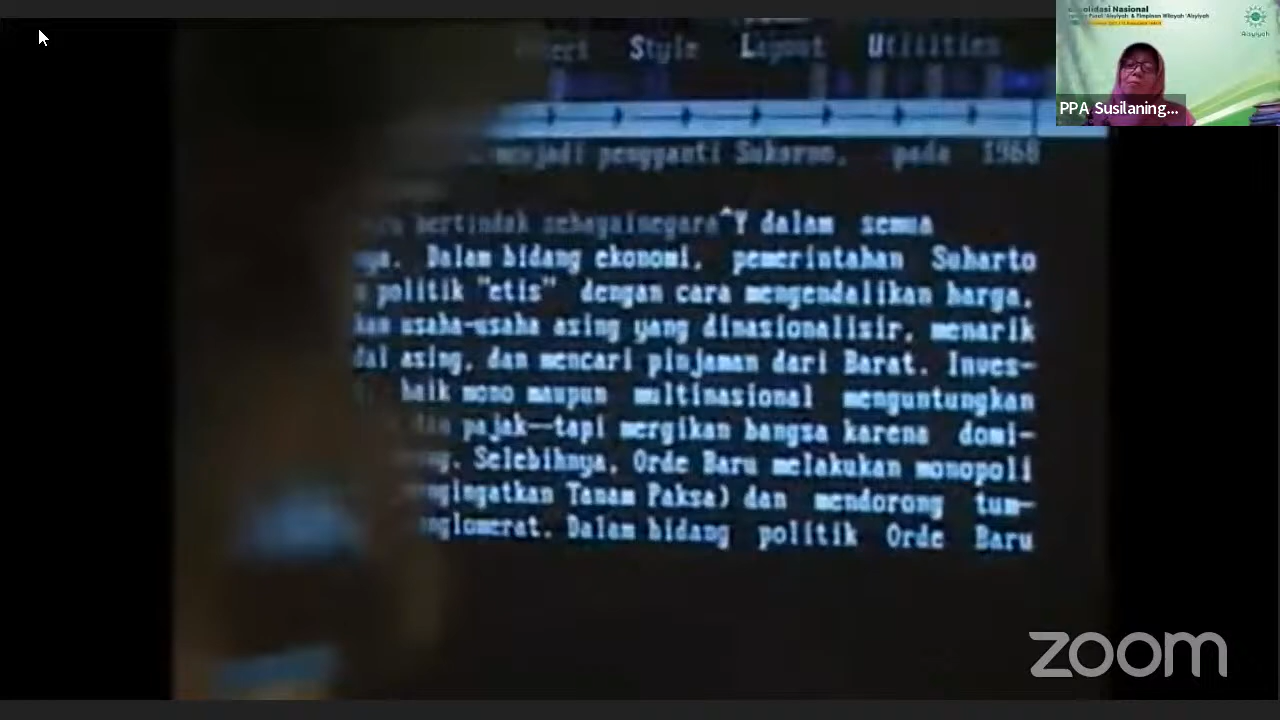 Style Layout Utilities
menjadi pengganti Sukarno, pada 1968
bertindak sebagainegara^Y dalam semua
Dalam bidang ekonomi, pemerintahan Suharto
politik "etis" dengan cara mengendalikan harga,
usaha-usaha asing yang dinasionalisir, menarik
asing, dan mencari pinjaman dari Barat. Inves-
baik mono maupun multinasional menguntungkan
pajak--tapi mergikan bangsa karena domi-
Selebihnya, Orde Baru melakukan monopoli
Tanam Paksa) dan mendorong tum-
Dalam bidang politik Orde Baru
Nasional
PPA Susilaning...
zoom